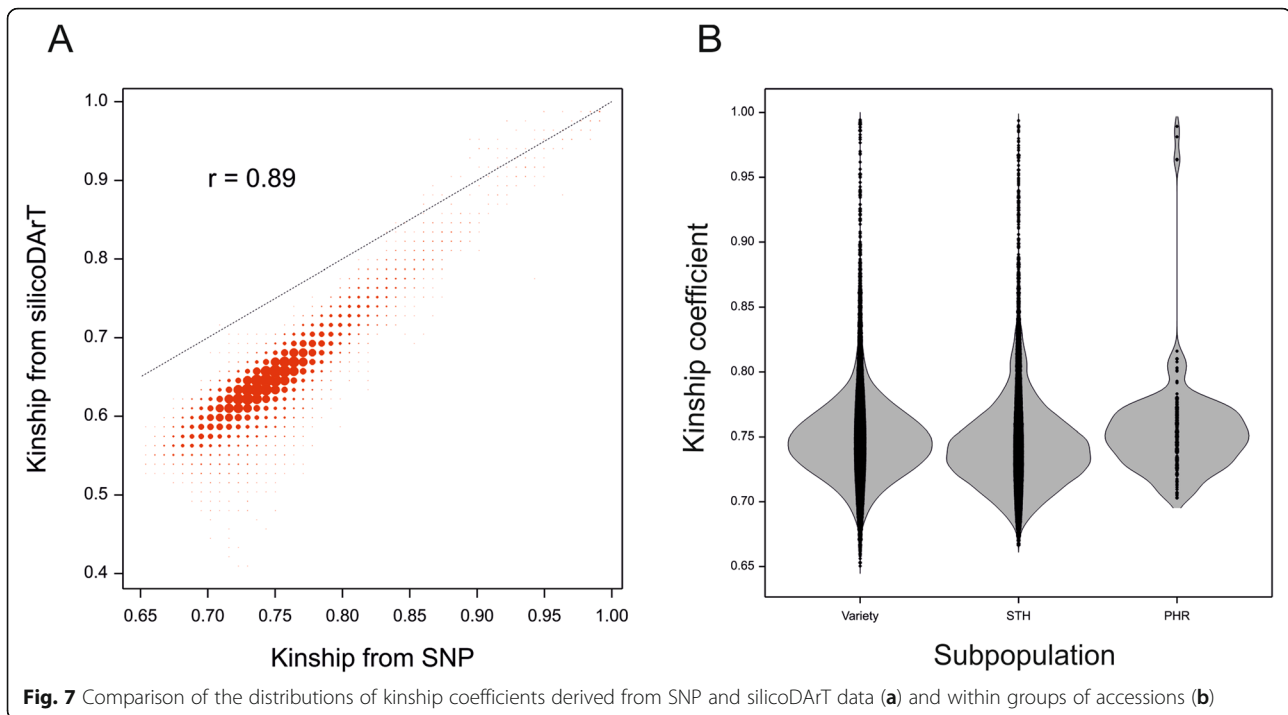 A
B
r = 0.89
Kinship from silicoDArT
1.0
0.9
0.8
0.7
0.6
0.5
0.4
0.65 0.70 0.75 0.80 0.85 0.90 0.95 1.00
Kinship from SNP
Kinship coefficient
1.00
0.95
0.90
0.85
0.80
0.75
0.70
0.65
Variety STH PHR
Subpopulation
Fig. 7 Comparison of the distributions of kinship coefficients derived from SNP and silicoDArT data (a) and within groups of accessions (b)